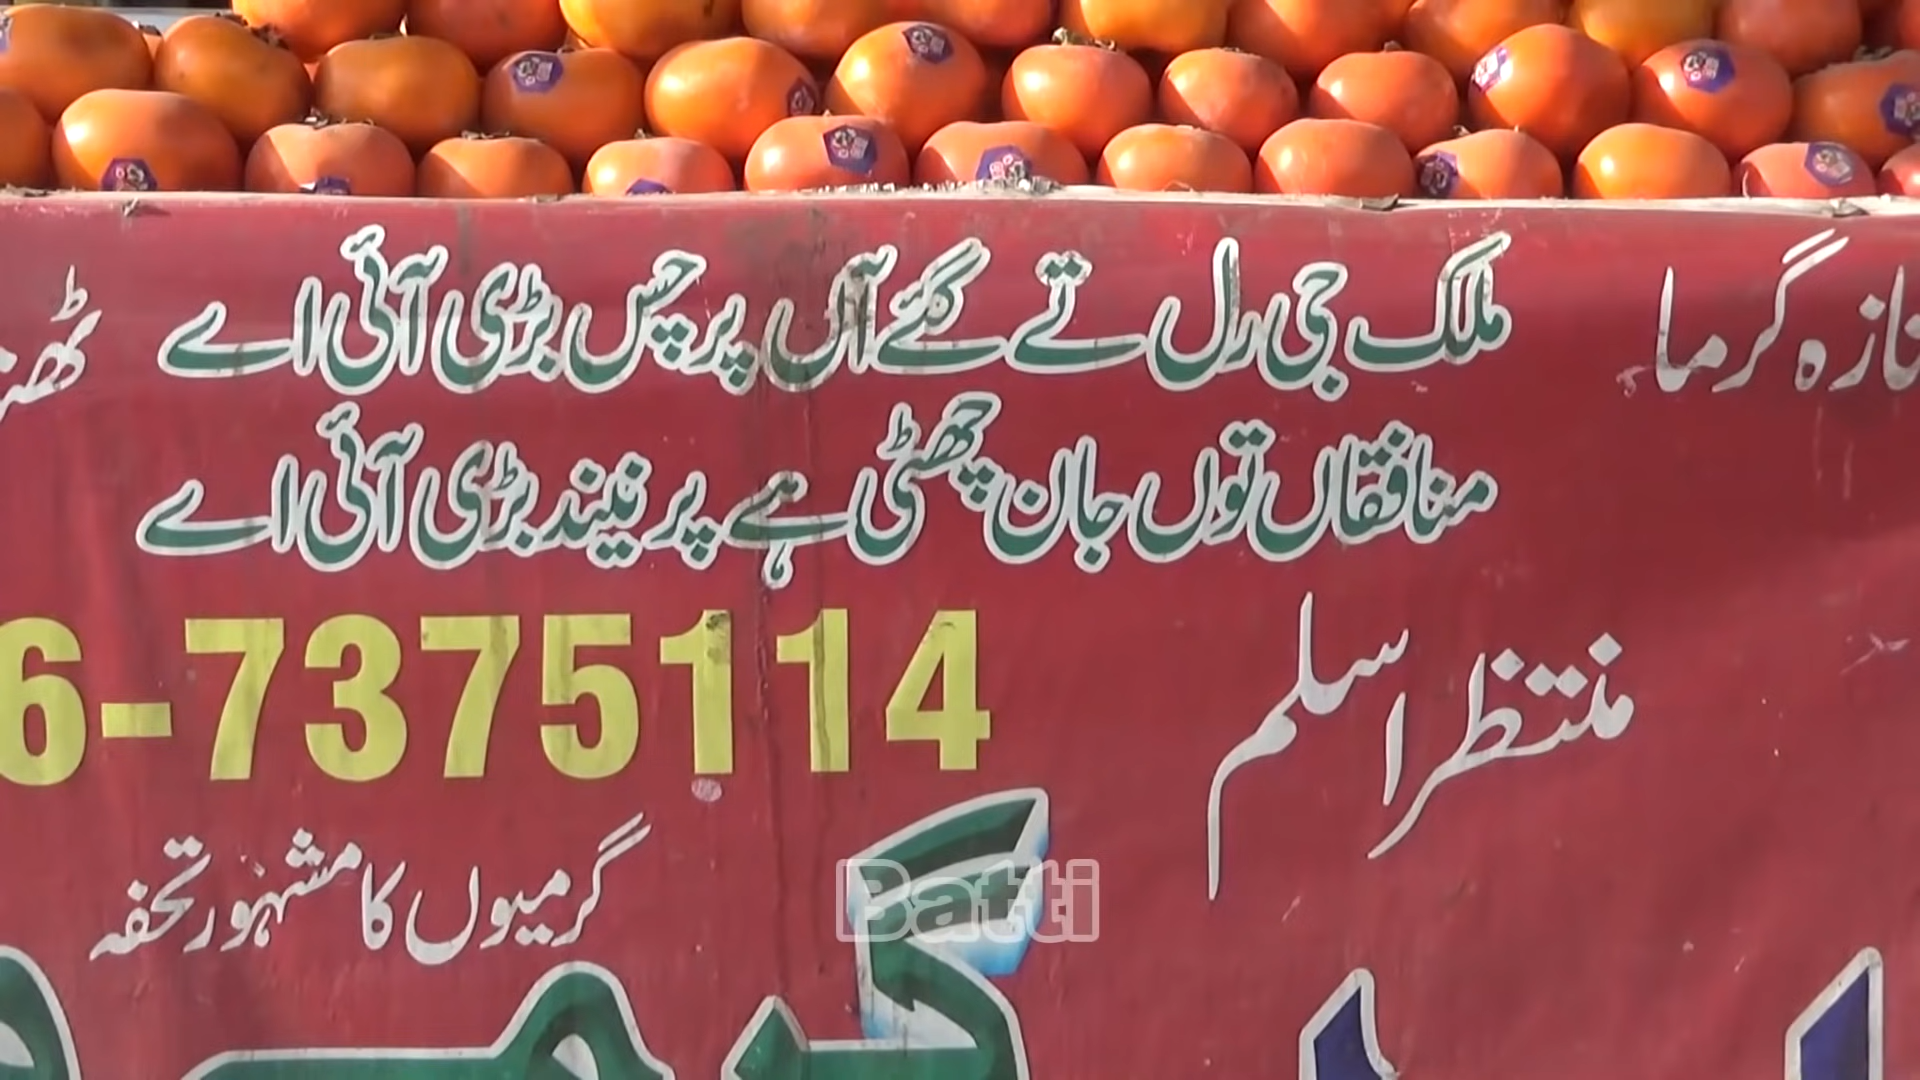 ملک جی رل تے گئے آں پر چس بڑی آئی اے
تازہ گرما
منافقاں توں جان چھٹی ہے پر نیند بڑی آئی اے
6-7375114
منتظر اسلم
گرمیوں کا مشہور تحفہ
Batti